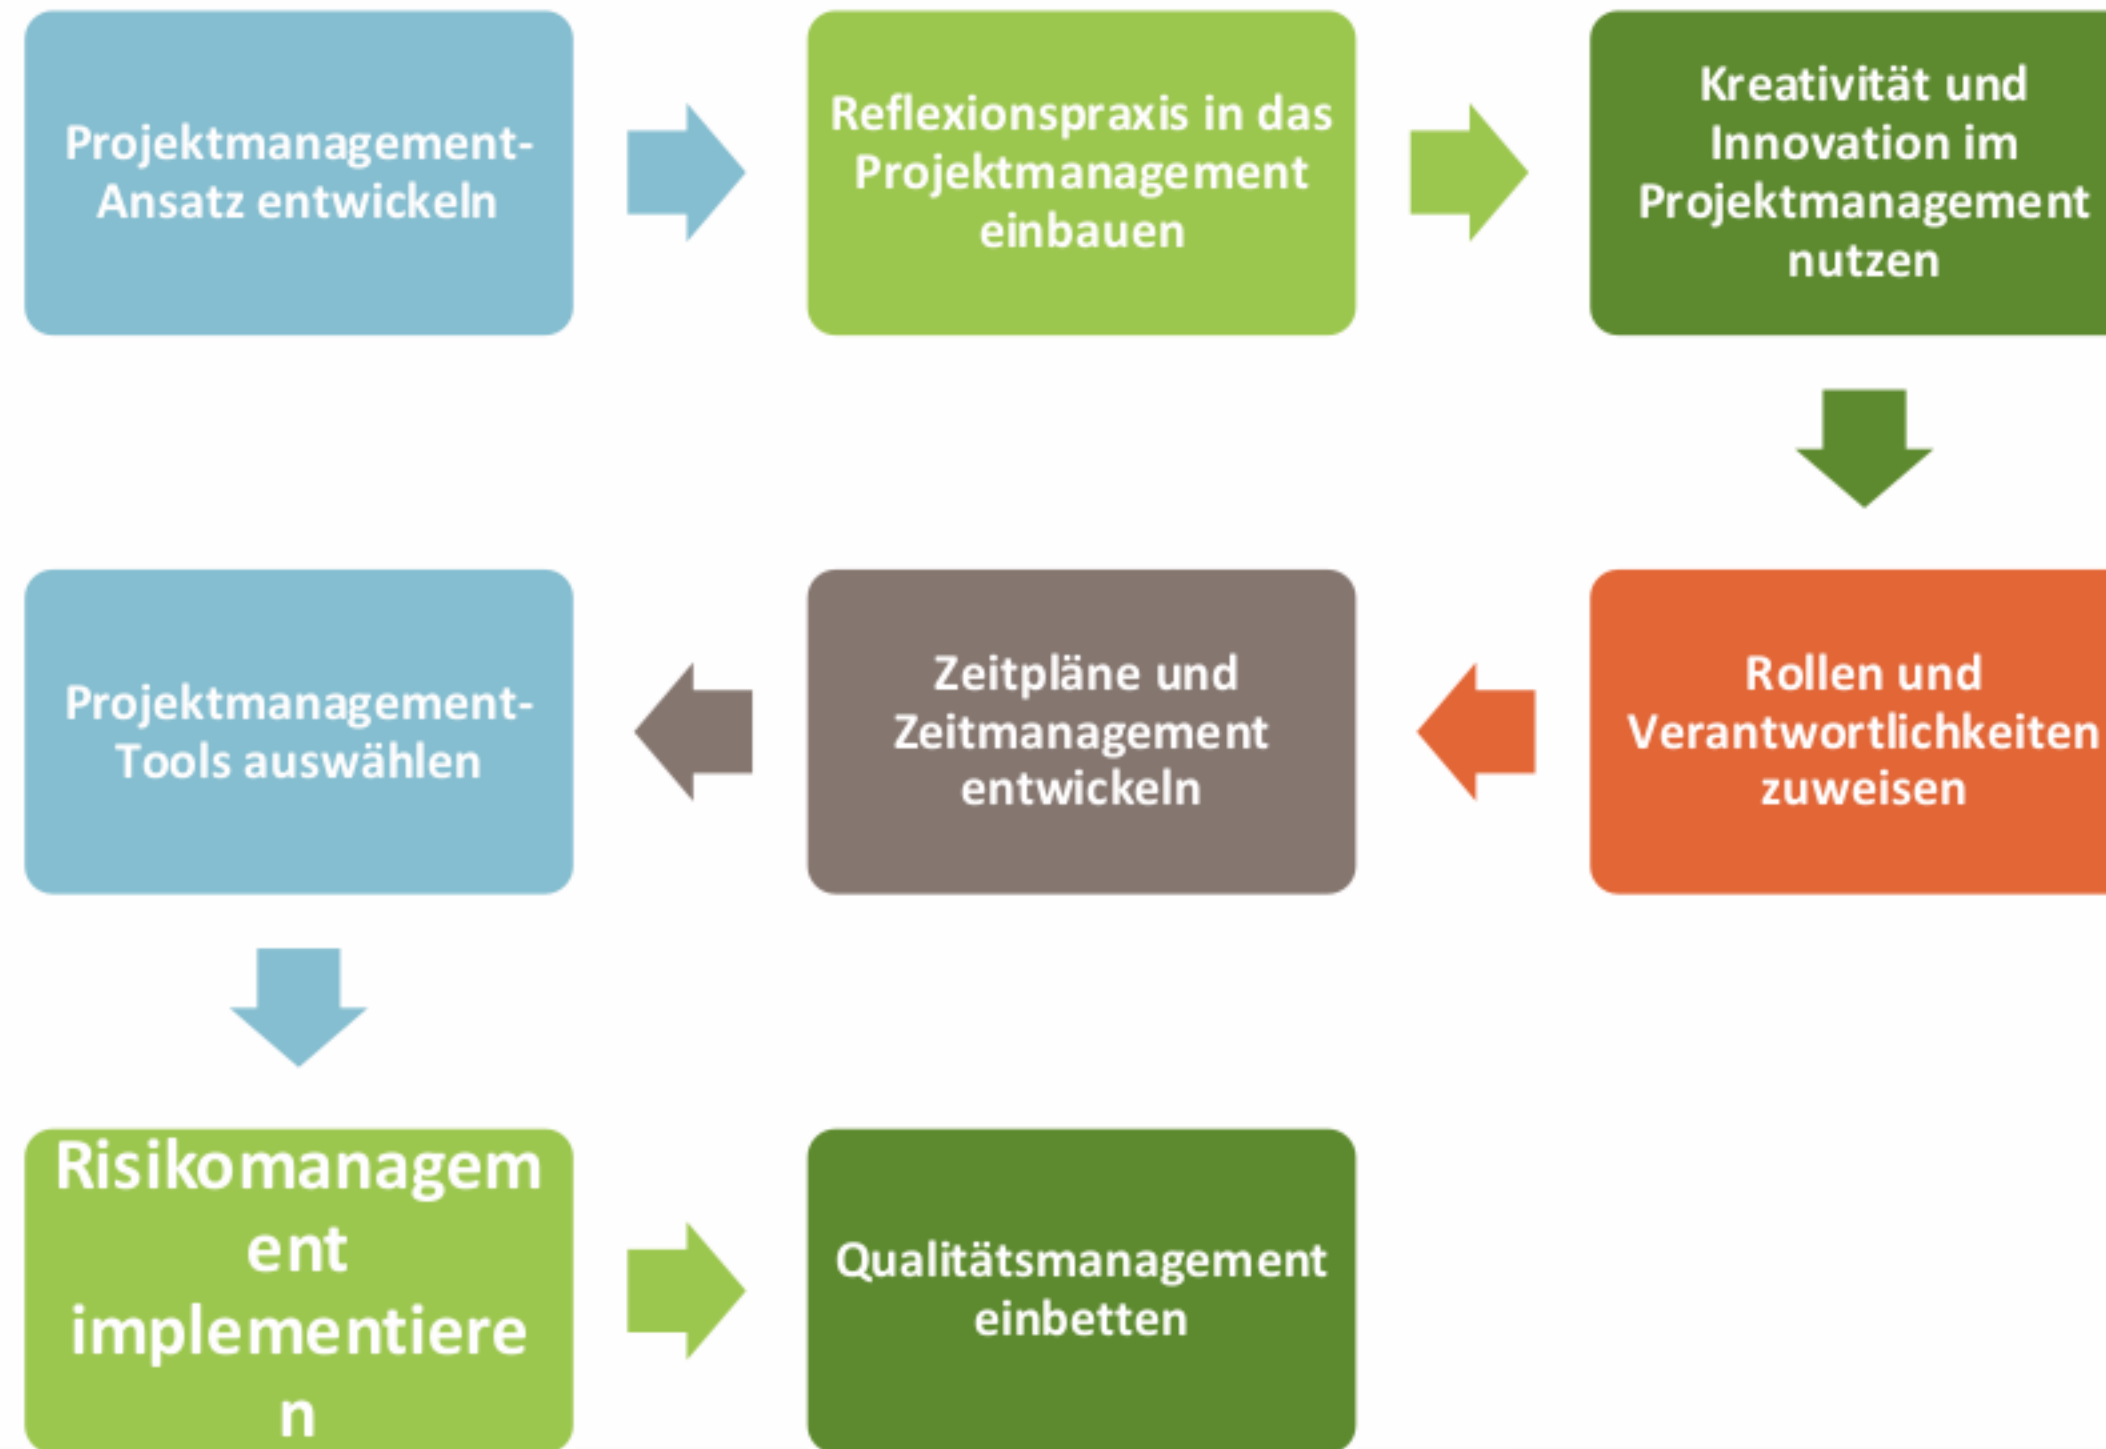 Projektmanagement-
Ansatz entwickeln
Reflexionspraxis in das
Projektmanagement
einbauen
Kreativität und
Innovation im
Projektmanagement
nutzen
Projektmanagement-
Tools auswählen
Zeitpläne und
Zeitmanagement
entwickeln
Rollen und
Verantwortlichkeiten
zuweisen
Risikomanagem
ent
implementiere
n
Qualitätsmanagement
einbetten